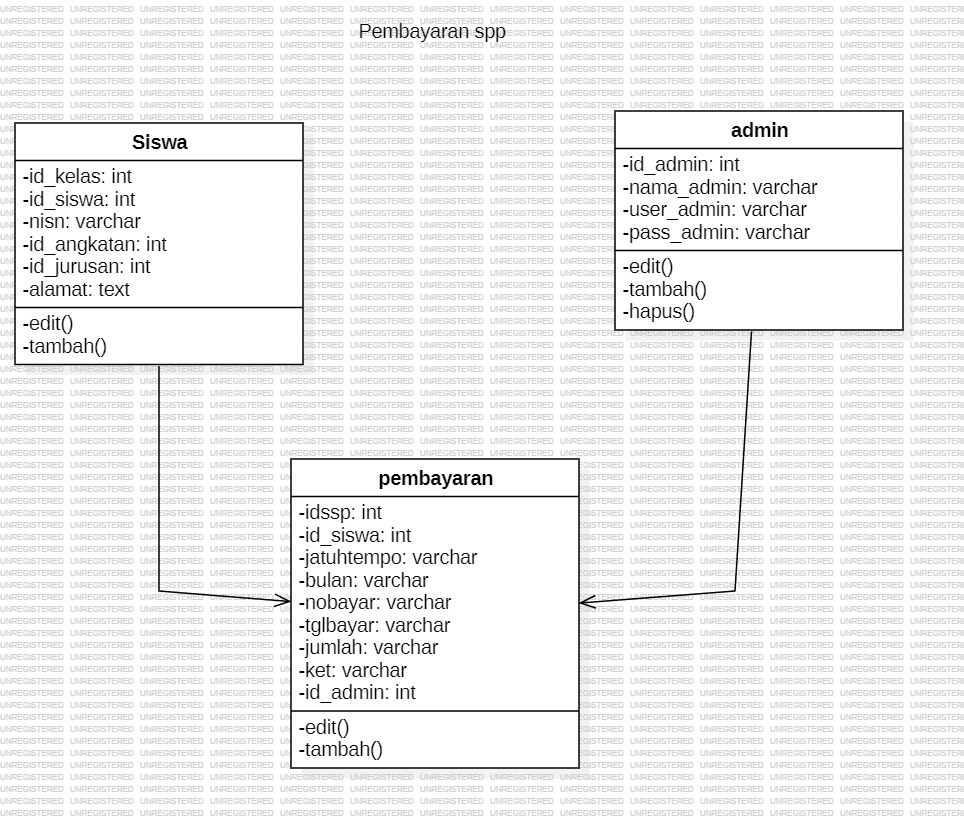 Pembayaran spp
Siswa
-id_kelas: int
-id_siswa: int
-nisn: varchar
-id_angkatan: int
-id_jurusan: int
-alamat: text
-edit()
-tambah()
admin
-id_admin: int
-nama_admin: varchar
-user_admin: varchar
-pass_admin: varchar
-edit()
-tambah()
-hapus()
pembayaran
-idssp: int
-id_siswa: int
-jatuhtempo: varchar
-bulan: varchar
-nobayar: varchar
-tglbayar: varchar
-jumlah: varchar
-ket: varchar
-id_admin: int
-edit()
-tambah()
UNREGISTERED